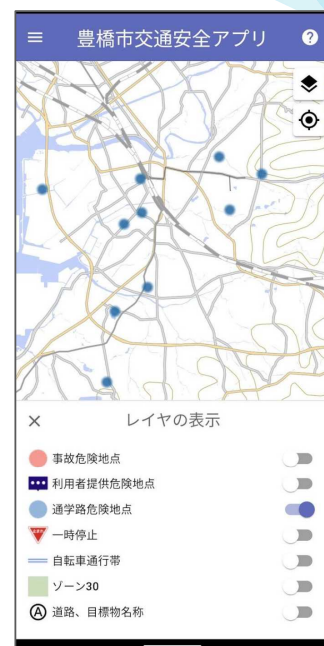 豊橋市交通安全アプリ
レイヤの表示
事故危険地点
利用者提供危険地点
通学路危険地点
一時停止
自転車通行帯
ゾーン30
A 道路、目標物名称